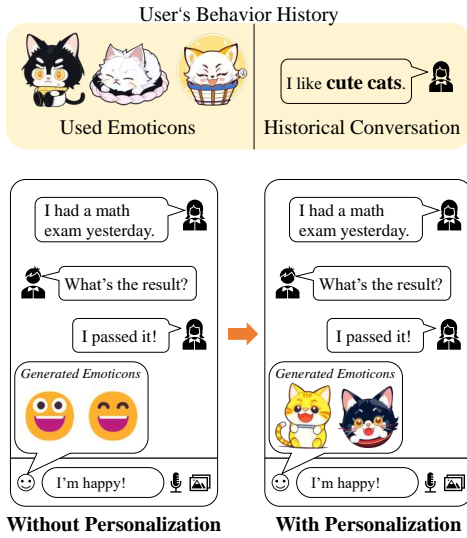 User‘s Behavior History
Used Emoticons
I like cute cats.
Historical Conversation
I had a math
exam yesterday.
What's the result?
I passed it!
Generated Emoticons
I'm happy!
Without Personalization
I had a math
exam yesterday.
What's the result?
I passed it!
Generated Emoticons
I'm happy!
With Personalization